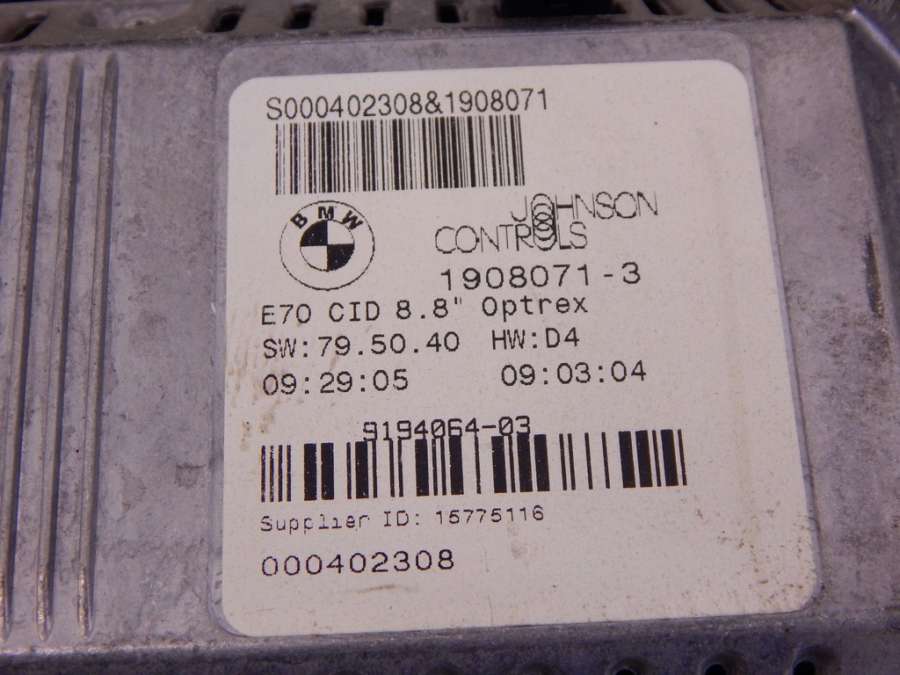 S000402308&1908071
BMW
JOHNSON
CONTROLS
1908071-3
E70 CID 8.8" Optrex
SW:79.50.40 HW:D4
09:29:05 09:03:04
9194064-03
Supplier ID: 15775116
000402308